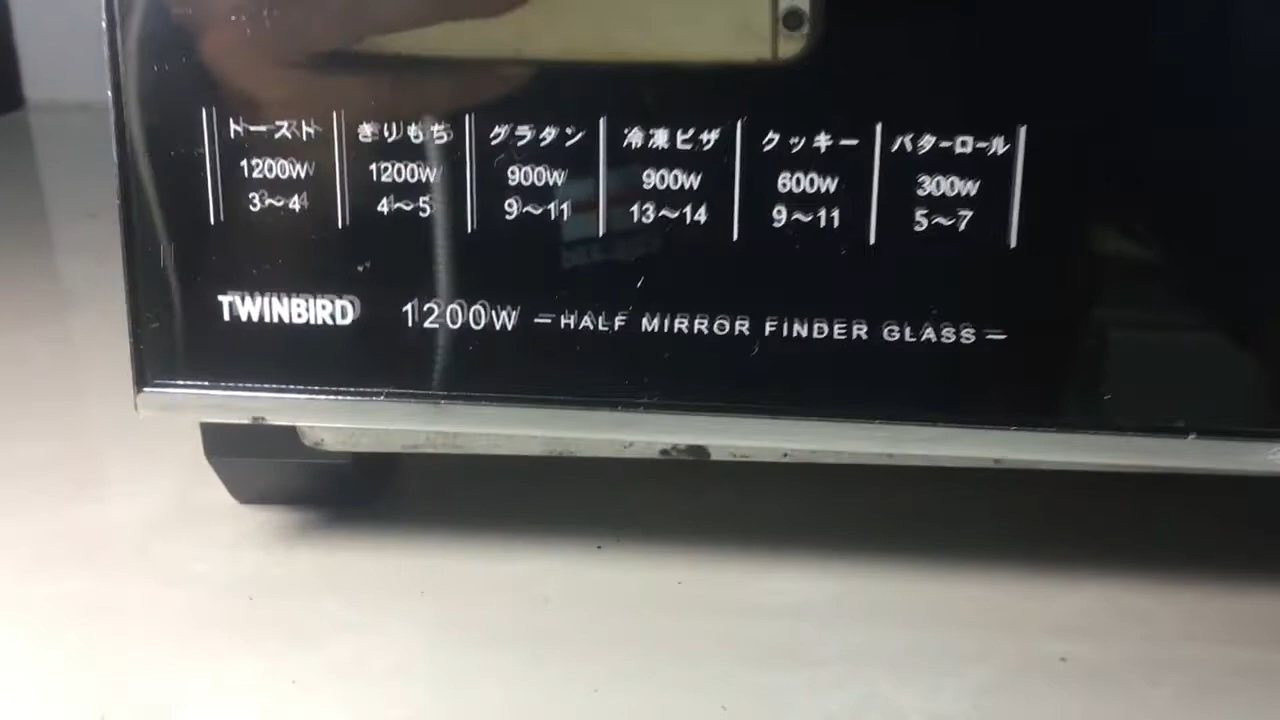 トースト きりもち グラタン 冷凍ピザ クッキー バターロール
1200W 1200W 900W 900W 600W 300W
3〜4 4〜5 9〜11 13〜14 9〜11 5〜7
TWINBIRD 1200W －HALF MIRROR FINDER GLASS－